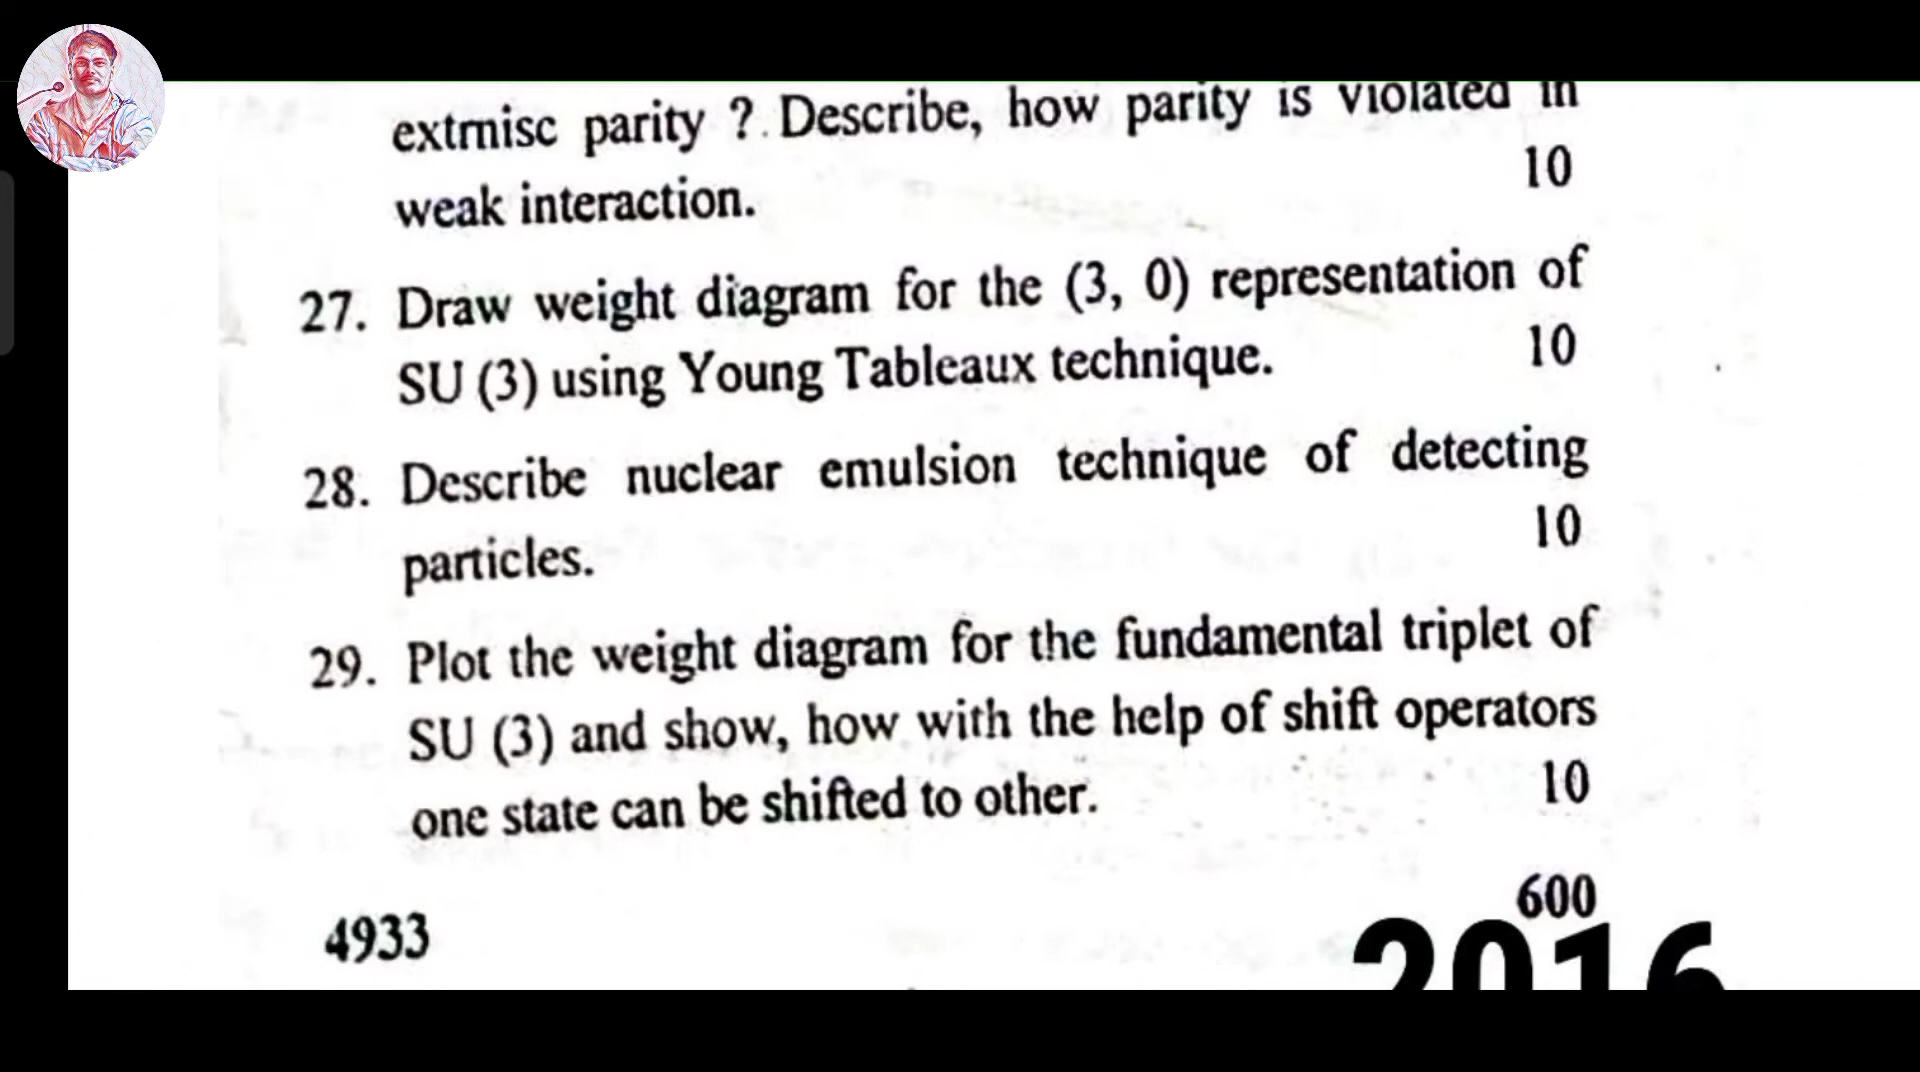 extrnisc parity ? Describe, how parity is violated in
weak interaction. 10
27. Draw weight diagram for the (3, 0) representation of
SU (3) using Young Tableaux technique. 10
28. Describe nuclear emulsion technique of detecting
particles. 10
29. Plot the weight diagram for the fundamental triplet of
SU (3) and show, how with the help of shift operators
one state can be shifted to other. 10
4933 600
2016